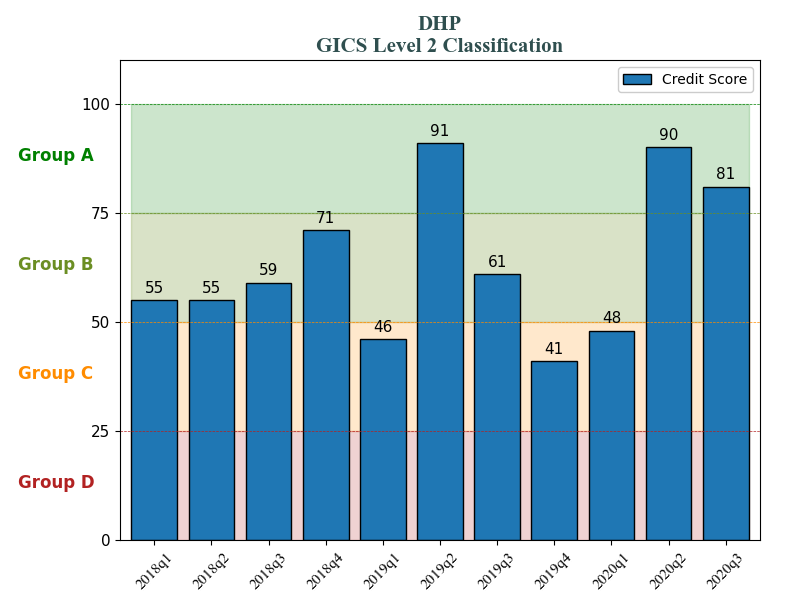 DHP
GICS Level 2 Classification
Credit Score
100
Group A
75
Group B
50
Group C
25
Group D
0
55
55
59
71
46
91
61
41
48
90
81
2018q1
2018q2
2018q3
2018q4
2019q1
2019q2
2019q3
2019q4
2020q1
2020q2
2020q3